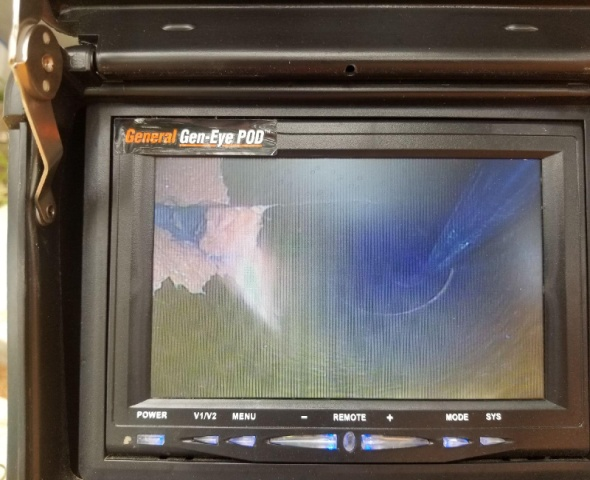 General Gen-Eye POD
POWER V1/V2 MENU − REMOTE + MODE SYS
P